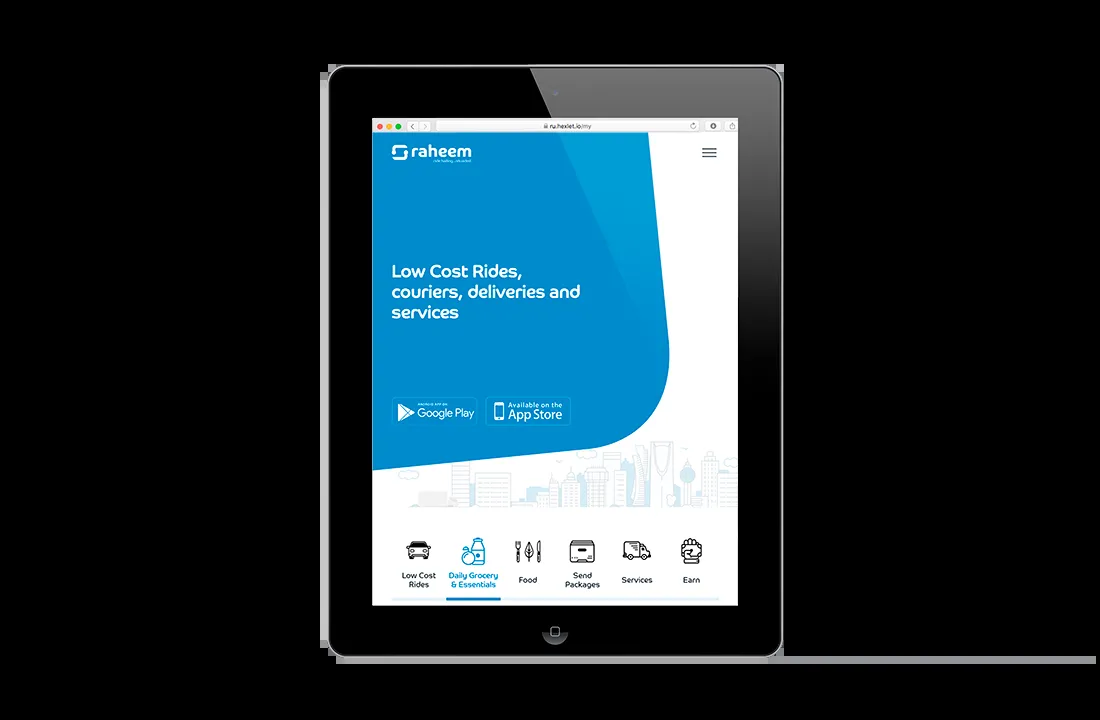 ru.hexlet.io/my
raheem
Low Cost Rides,
couriers, deliveries and
services
ANDROID APP ON
Google Play
Available on the
App Store
Low Cost
Rides
Daily Grocery
& Essentials
Food
Send
Packages
Services
Earn